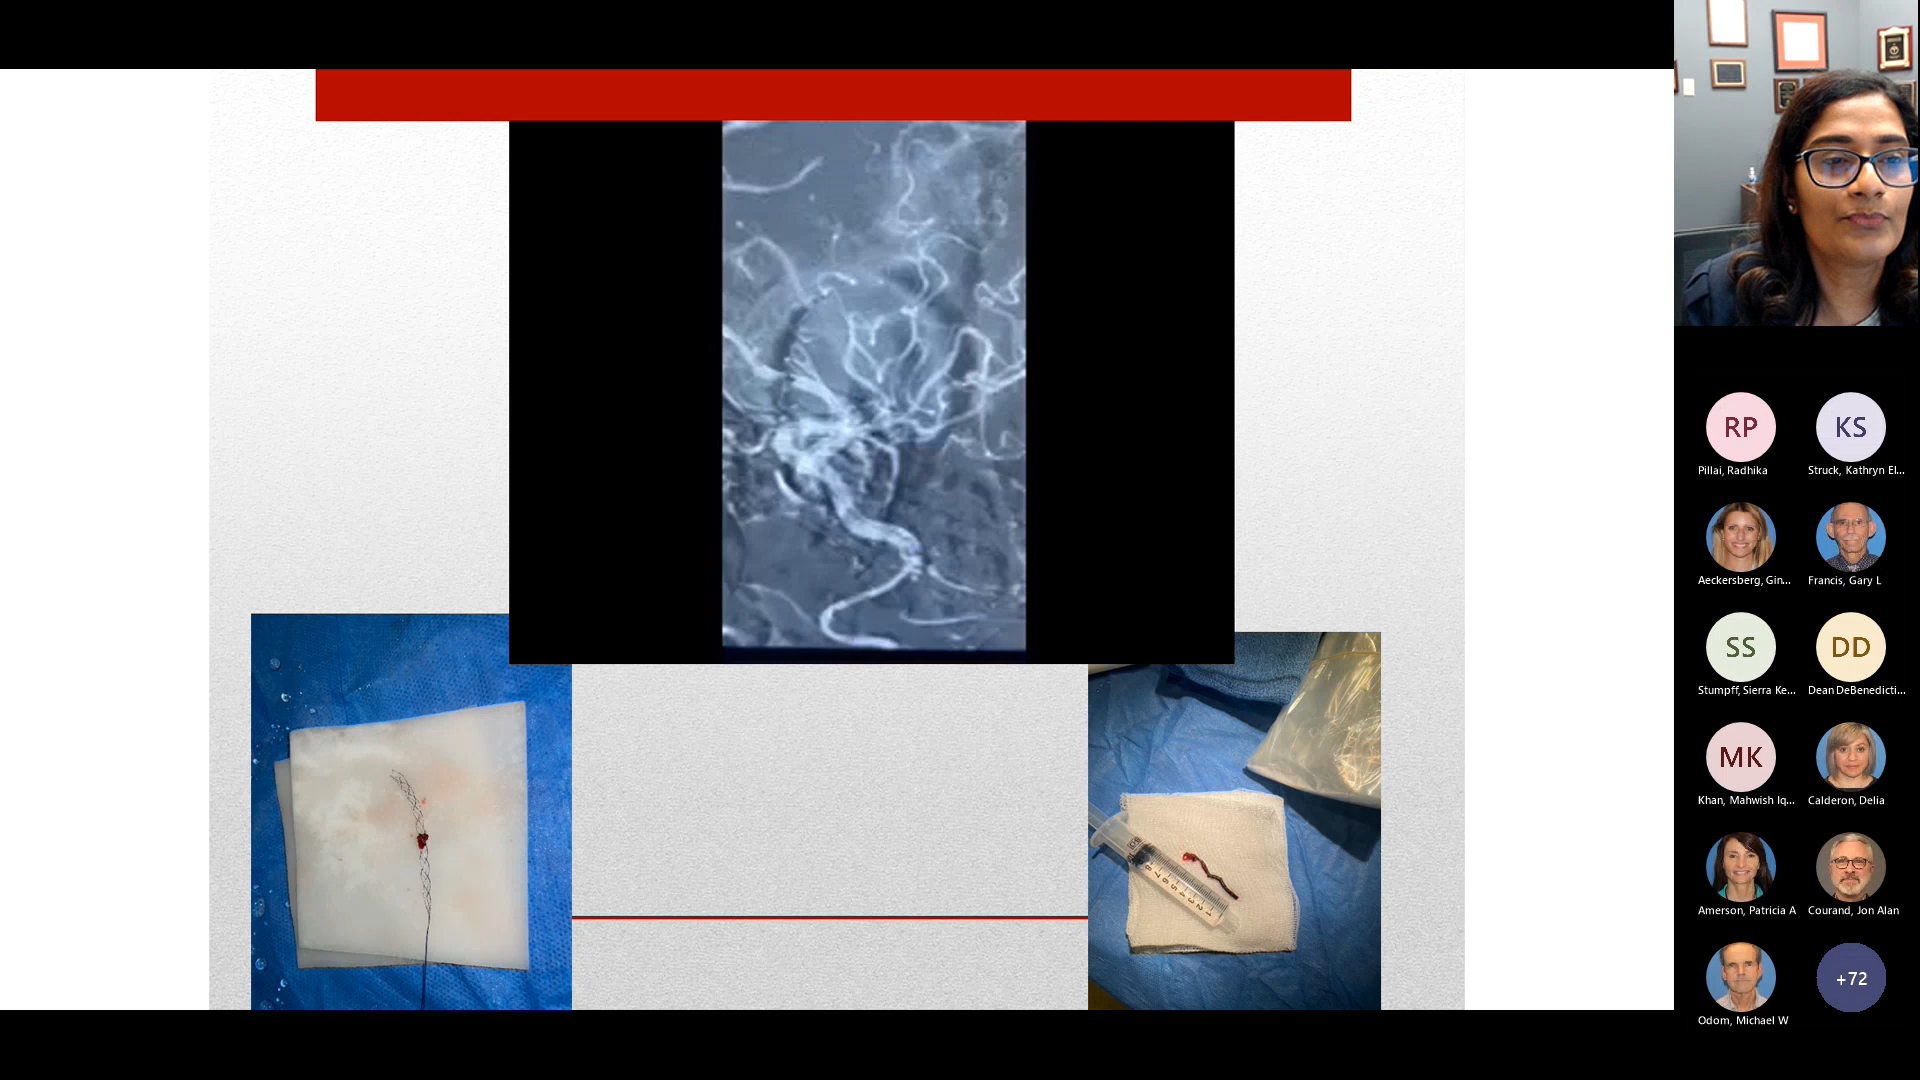 RP
KS
Pillai, Radhika
Struck, Kathryn El...
Aeckersberg, Gin...
Francis, Gary L
SS
DD
Stumpff, Sierra Ke...
Dean DeBenedicti...
MK
Khan, Mahwish Iq...
Calderon, Delia
Amerson, Patricia A
Courand, Jon Alan
+72
Odom, Michael W